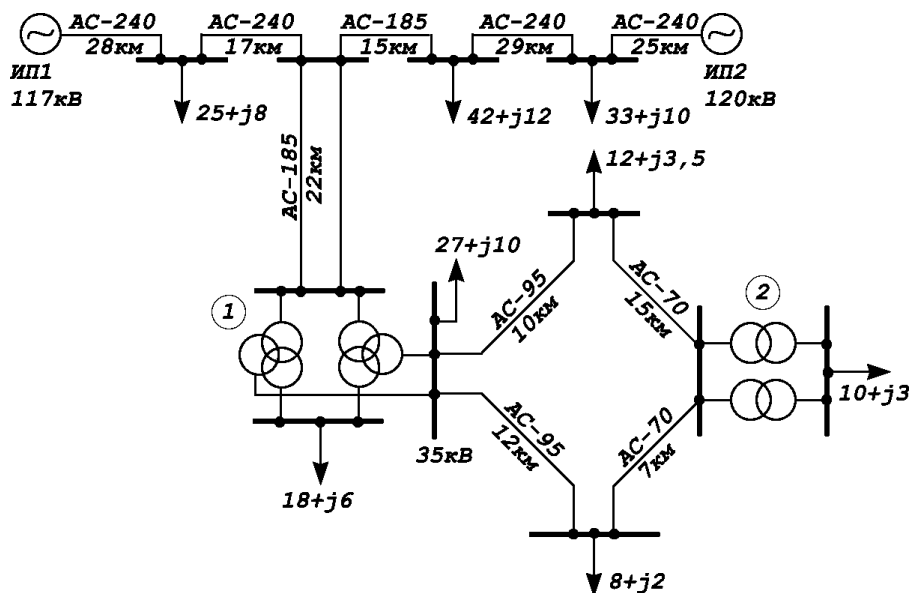 АС-240
28км
АС-240
17км
АС-185
15км
АС-240
29км
АС-240
25км
ИП1
117кВ
ИП2
120кВ
25+j8
42+j12
33+j10
АС-185
22км
12+j3,5
27+j10
1
АС-95
10км
АС-70
15км
2
10+j3
35кВ
АС-95
12км
АС-70
7км
18+j6
8+j2